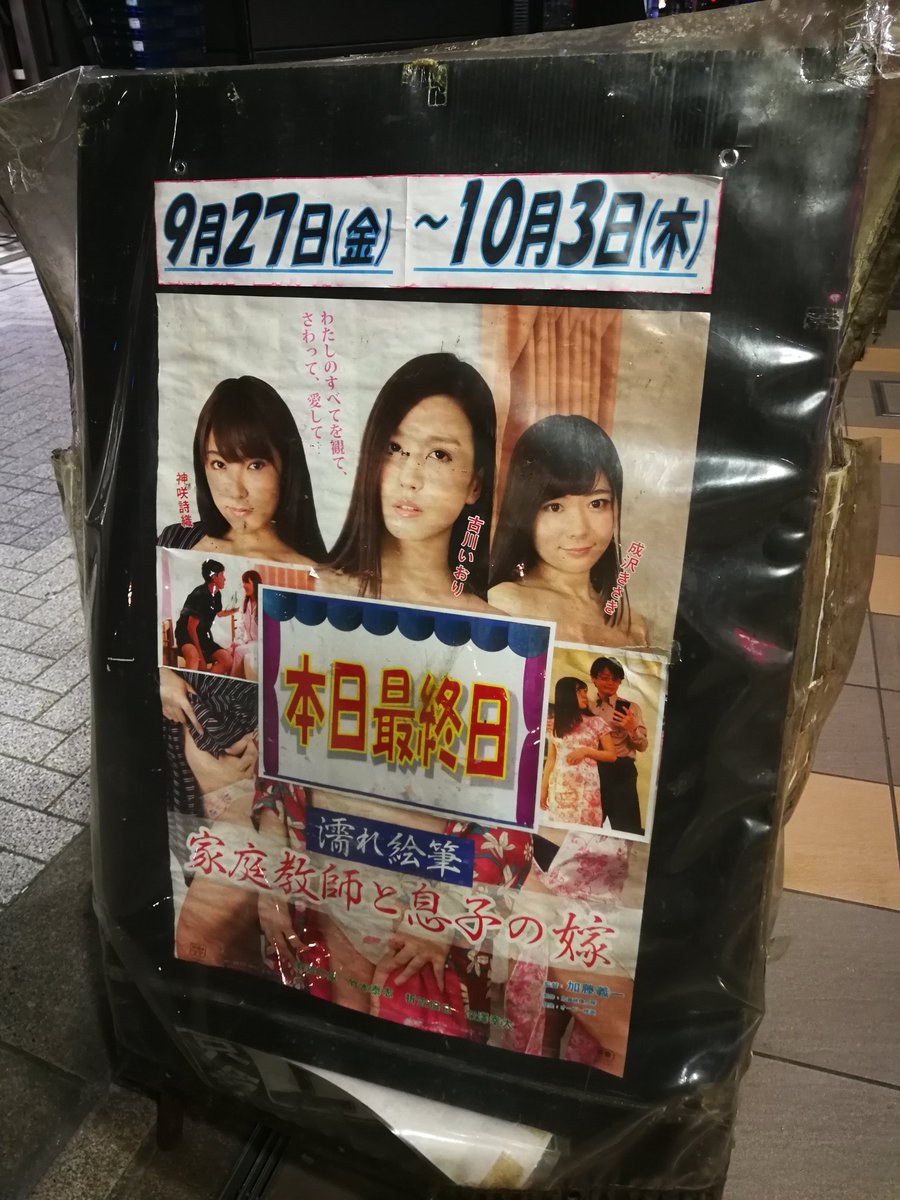 9月27日(金)
～10月3日(木)
わたしのすべてを観て、
さわって、愛して…
神咲詩織
古川いおり
成沢きさき
本日最終日
濡れ絵筆
家庭教師と息子の嫁
加藤義一